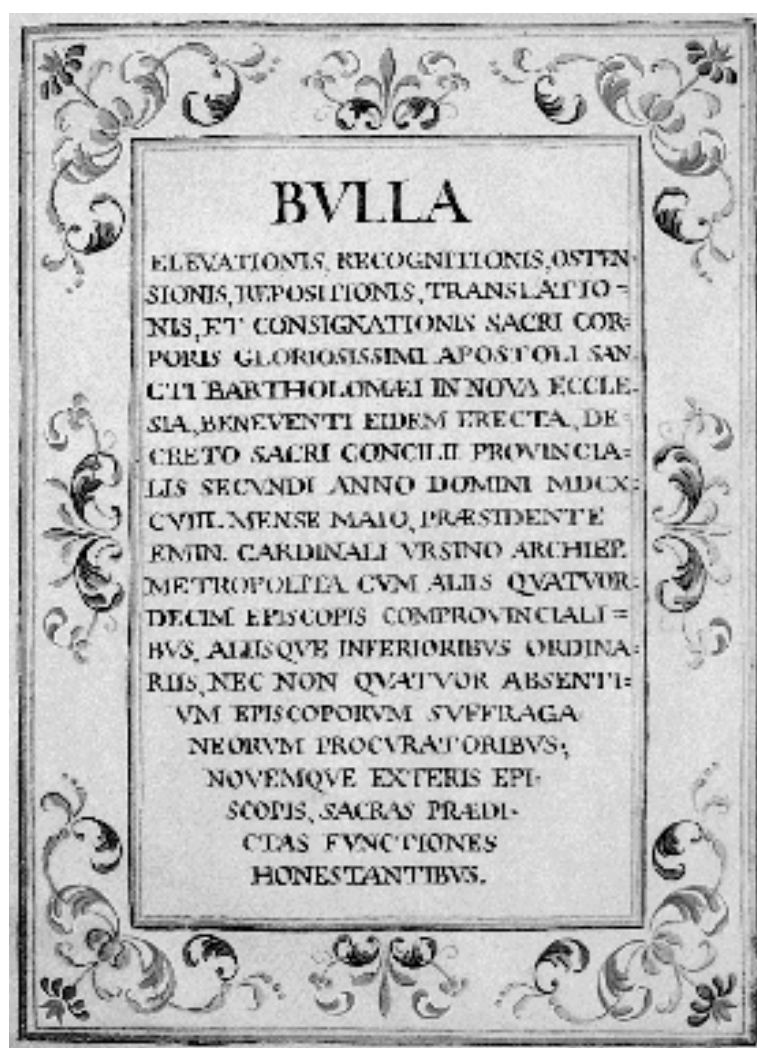 BVLLA
ELEVATIONIS, RECOGNITIONIS, OSTEN-
SIONIS, REPOSITIONIS, TRANSLATIO=
NIS, ET CONSIGNATIONIS SACRI COR=
PORIS GLORIOSISSIMI APOSTOLI SAN
CTI BARTHOLOMÆI IN NOVA ECCLE-
SIA, BENEVENTI EIDEM ERECTA, DE=
CRETO SACRI CONCILII PROVINCIA=
LIS SECVNDI ANNO DOMINI MDCX=
CVIII. MENSE MAIO, PRÆSIDENTE
EMIN. CARDINALI VRSINO ARCHIEP.
METROPOLITA CVM ALIIS QVATVOR=
DECIM EPISCOPIS COMPROVINCIALI=
BVS, ALIISQVE INFERIORIBVS ORDINA=
RIIS, NEC NON QVATVOR ABSENTI=
VM EPISCOPORVM SVFFRAGA-
NEORVM PROCVRATORIBVS;
NOVEMQVE EXTERIS EPI-
SCOPIS, SACRAS PRÆDI-
CTAS FVNCTIONES
HONESTANTIBVS.